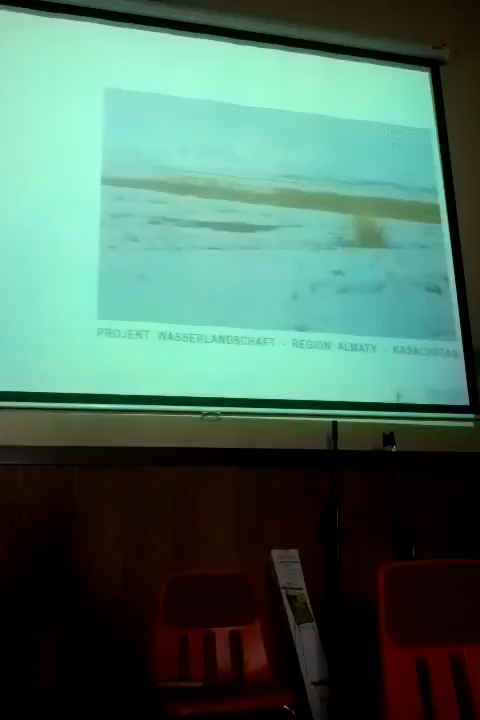 PROJEKT WASSERLANDSCHAFT - REGION ALMATY - KASACHSTAN